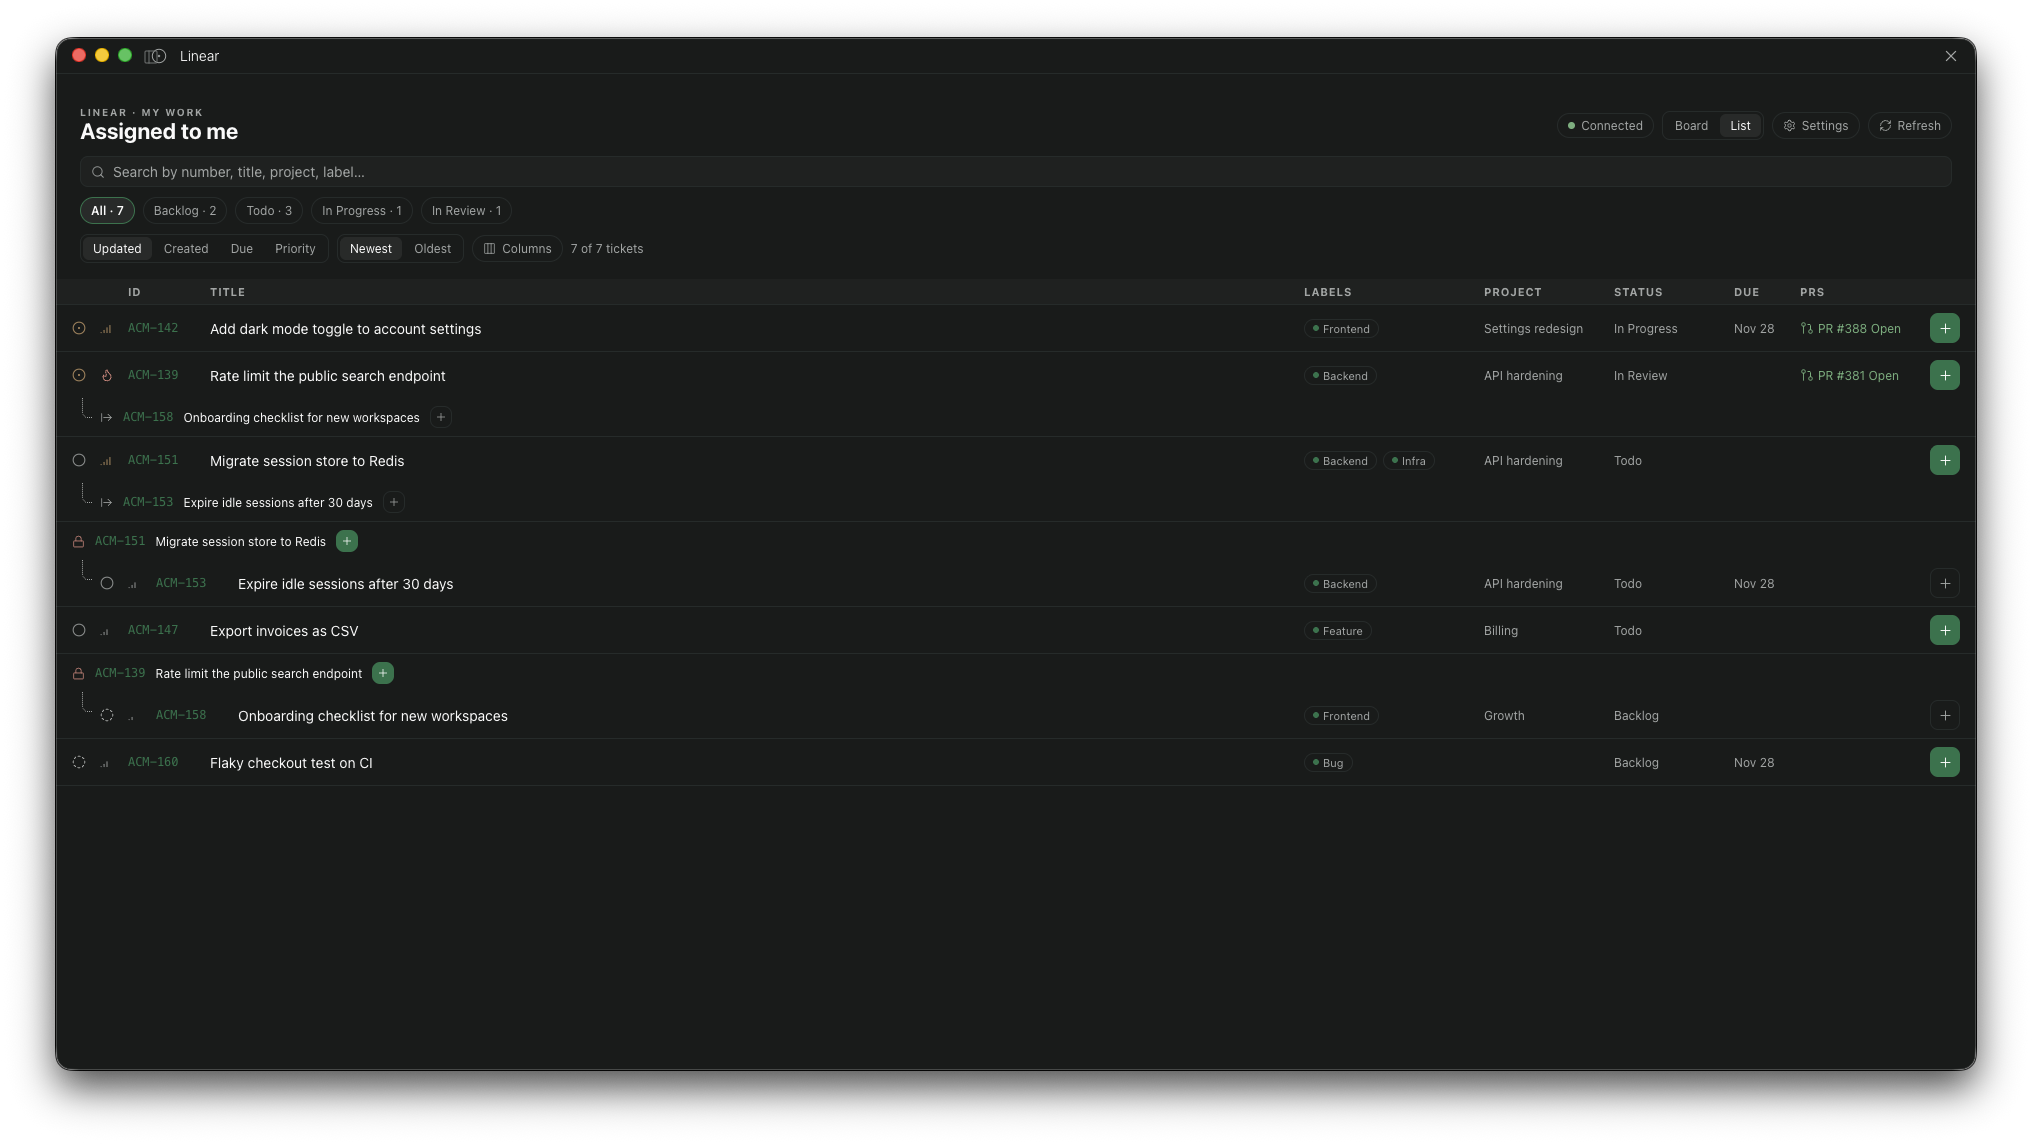 Linear
LINEAR · MY WORK
Assigned to me
Connected Board List Settings Refresh
Search by number, title, project, label...
All · 7 Backlog · 2 Todo · 3 In Progress · 1 In Review · 1
Updated Created Due Priority Newest Oldest Columns 7 of 7 tickets
ID TITLE LABELS PROJECT STATUS DUE PRS
ACM-142 Add dark mode toggle to account settings Frontend Settings redesign In Progress Nov 28 PR #388 Open
ACM-139 Rate limit the public search endpoint Backend API hardening In Review PR #381 Open
ACM-158 Onboarding checklist for new workspaces
ACM-151 Migrate session store to Redis Backend Infra API hardening Todo
ACM-153 Expire idle sessions after 30 days
ACM-151 Migrate session store to Redis
ACM-153 Expire idle sessions after 30 days Backend API hardening Todo Nov 28
ACM-147 Export invoices as CSV Feature Billing Todo
ACM-139 Rate limit the public search endpoint
ACM-158 Onboarding checklist for new workspaces Frontend Growth Backlog
ACM-160 Flaky checkout test on CI Bug Backlog Nov 28